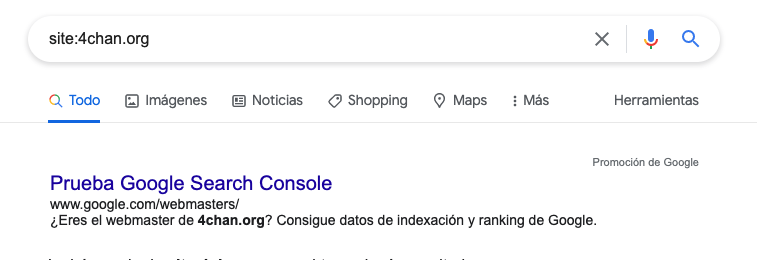 site:4chan.org
Todo Imágenes Noticias Shopping Maps Más Herramientas
Promoción de Google
Prueba Google Search Console
www.google.com/webmasters/
¿Eres el webmaster de 4chan.org? Consigue datos de indexación y ranking de Google.